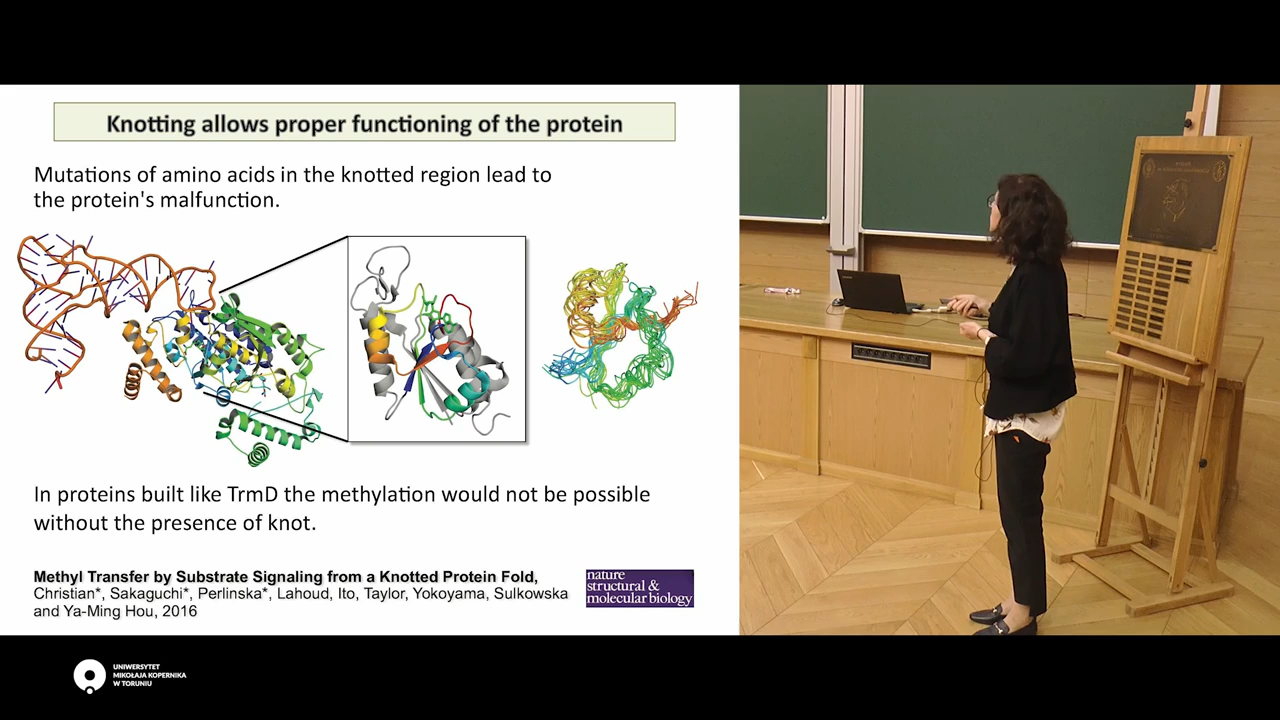 Knotting allows proper functioning of the protein
Mutations of amino acids in the knotted region lead to
the protein's malfunction.
In proteins built like TrmD the methylation would not be possible
without the presence of knot.
Methyl Transfer by Substrate Signaling from a Knotted Protein Fold,
Christian*, Sakaguchi*, Perlinska*, Lahoud, Ito, Taylor, Yokoyama, Sulkowska
and Ya-Ming Hou, 2016
nature
structural &
molecular biology
UNIWERSYTET
MIKOŁAJA KOPERNIKA
W TORUNIU